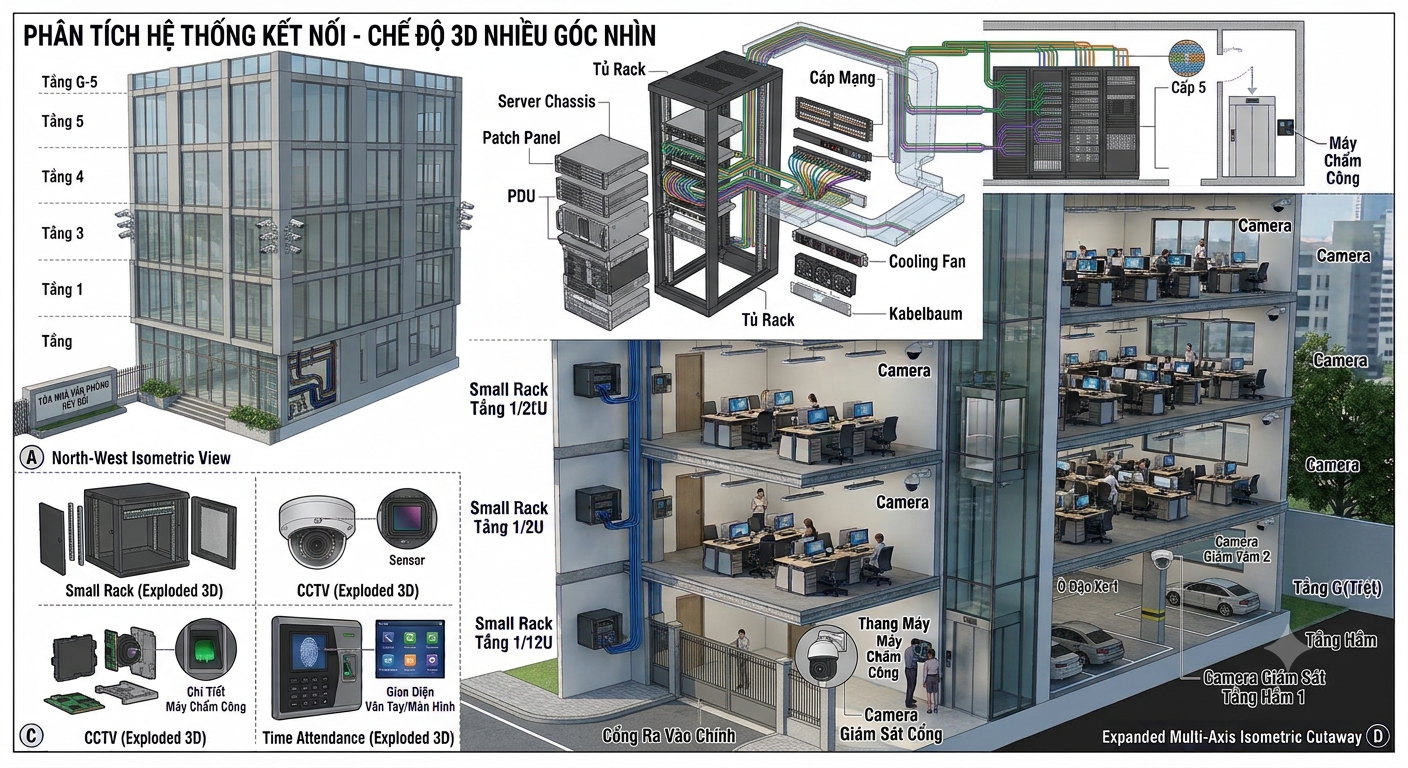 PHÂN TÍCH HỆ THỐNG KẾT NỐI - CHẾ ĐỘ 3D NHIỀU GÓC NHÌN
Tầng G-5
Tầng 5
Tầng 4
Tầng 3
Tầng 1
Tầng
TÒA NHÀ VĂN PHÒNG
A North-West Isometric View
Tủ Rack
Server Chassis
Patch Panel
PDU
Cáp Mạng
Cooling Fan
Kabelbaum
Tủ Rack
Cấp 5
Máy
Chấm
Công
Small Rack (Exploded 3D)
Sensar
CCTV (Exploded 3D)
Chi Tiết
Máy Chấm Công
CCTV (Exploded 3D)
Gion Diện
Vân Tay/Màn Hình
Time Attendance (Exploded 3D)
C
Small Rack
Small Rack
Tầng 1/2U
Small Rack
Tầng 1/12U
Camera
Camera
Camera
Camera
Camera
Camera
Camera
Giám Vâm 2
Ô Dạo Xe 1
Tầng G(Trệt)
Tầng Hầm
Camera Giám Sát
Tầng Hầm 1
Thang Máy
Máy
Chấm
Công
Camera
Giám Sát Cổng
Cổng Ra Vào Chính
Expanded Multi-Axis Isometric Cutaway D